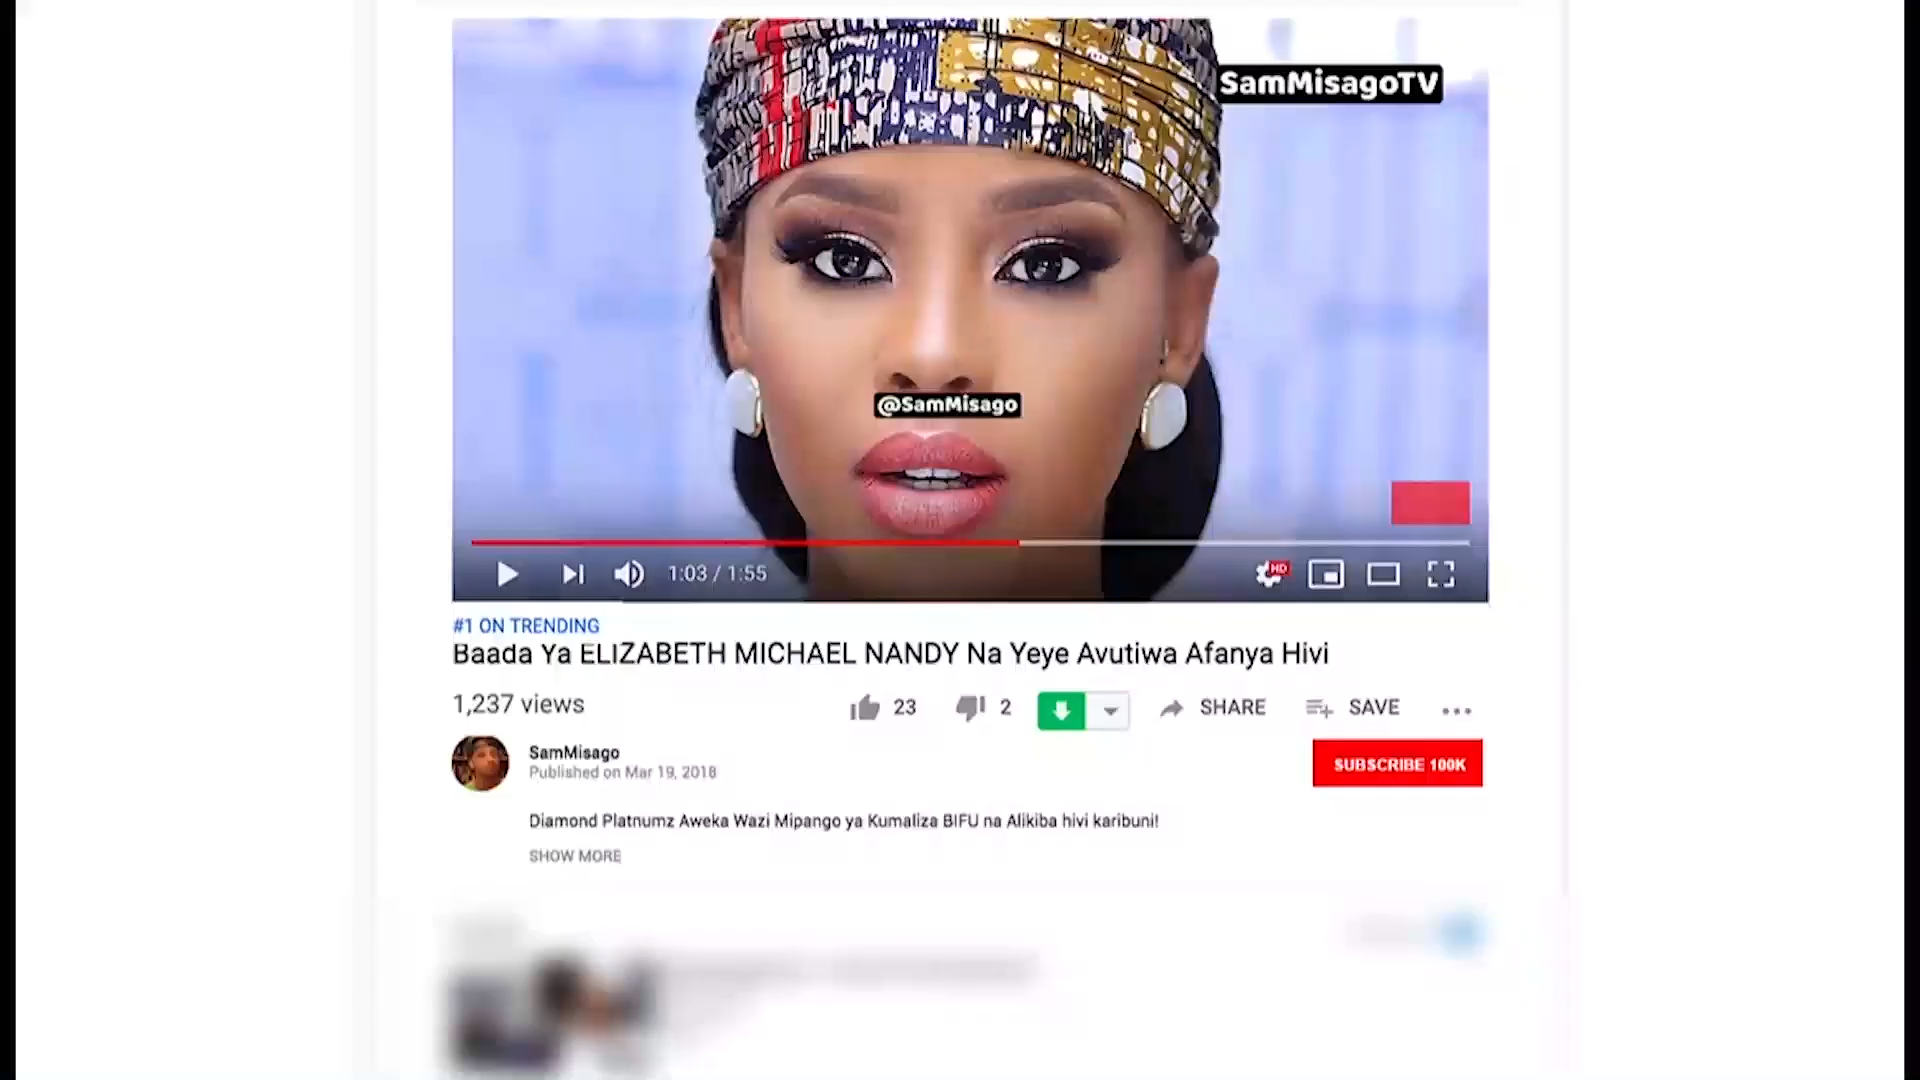 SamMisagoTV
@SamMisago
1:03 / 1:55
HD
#1 ON TRENDING
Baada Ya ELIZABETH MICHAEL NANDY Na Yeye Avutiwa Afanya Hivi
1,237 views
23
2
SHARE
SAVE
SamMisago
Published on Mar 19, 2018
SUBSCRIBE 100K
Diamond Platnumz Aweka Wazi Mipango ya Kumaliza BIFU na Alikiba hivi karibuni!
SHOW MORE